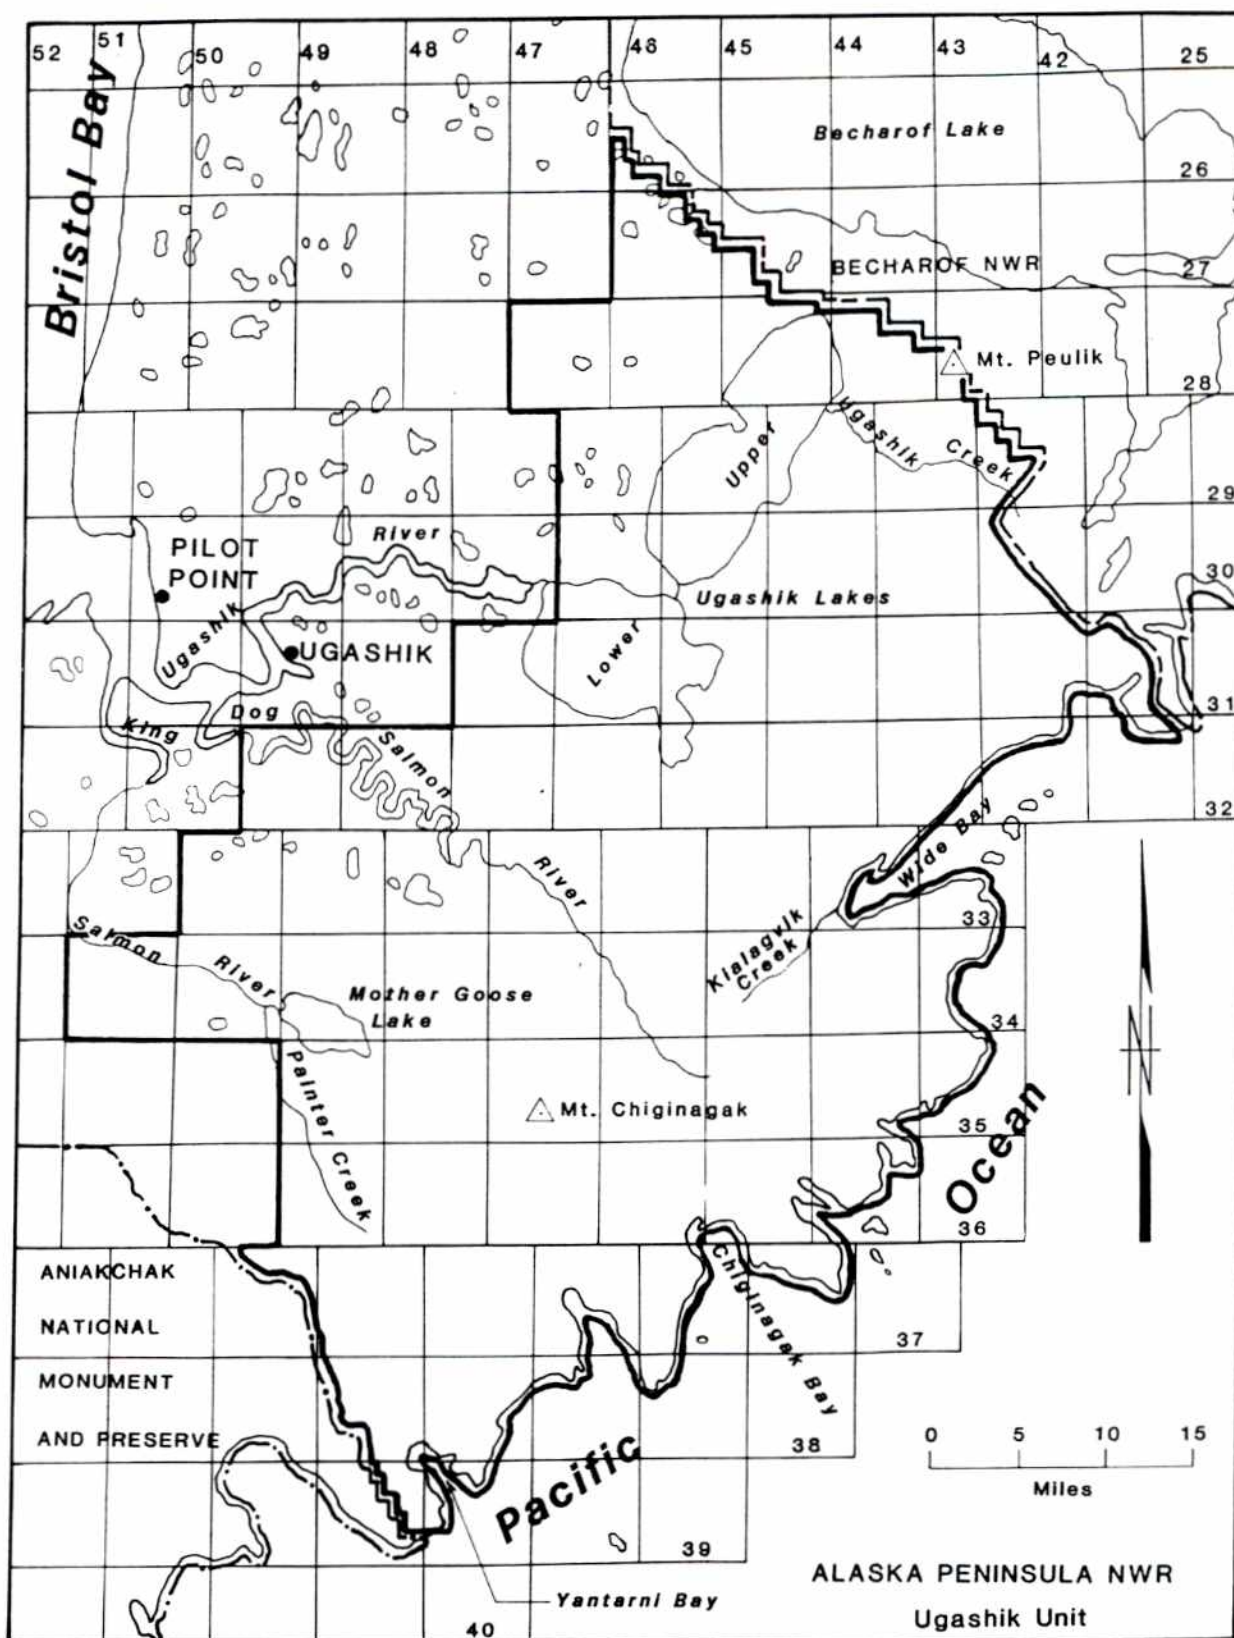 52 51 50 49 48 47 46 45 44 43 42 25
Bristol Bay
Becharof Lake
26
BECHAROF NWR
27
Mt. Peulik
28
Ugashik
Creek
Upper
29
River
PILOT
POINT
Ugashik Lakes
30
Ugashik
UGASHIK
Lower
Dog
King
31
Salmon
Wide Bay
32
River
33
Salmon
River
Kialagvik
Creek
Mother Goose
Lake
34
Painter Creek
Mt. Chiginagak
35
Ocean
36
ANIAKCHAK
NATIONAL
MONUMENT
AND PRESERVE
Chiginagak Bay
37
38
0 5 10 15
Miles
Pacific
39
ALASKA PENINSULA NWR
Ugashik Unit
Yantarni Bay
40
N